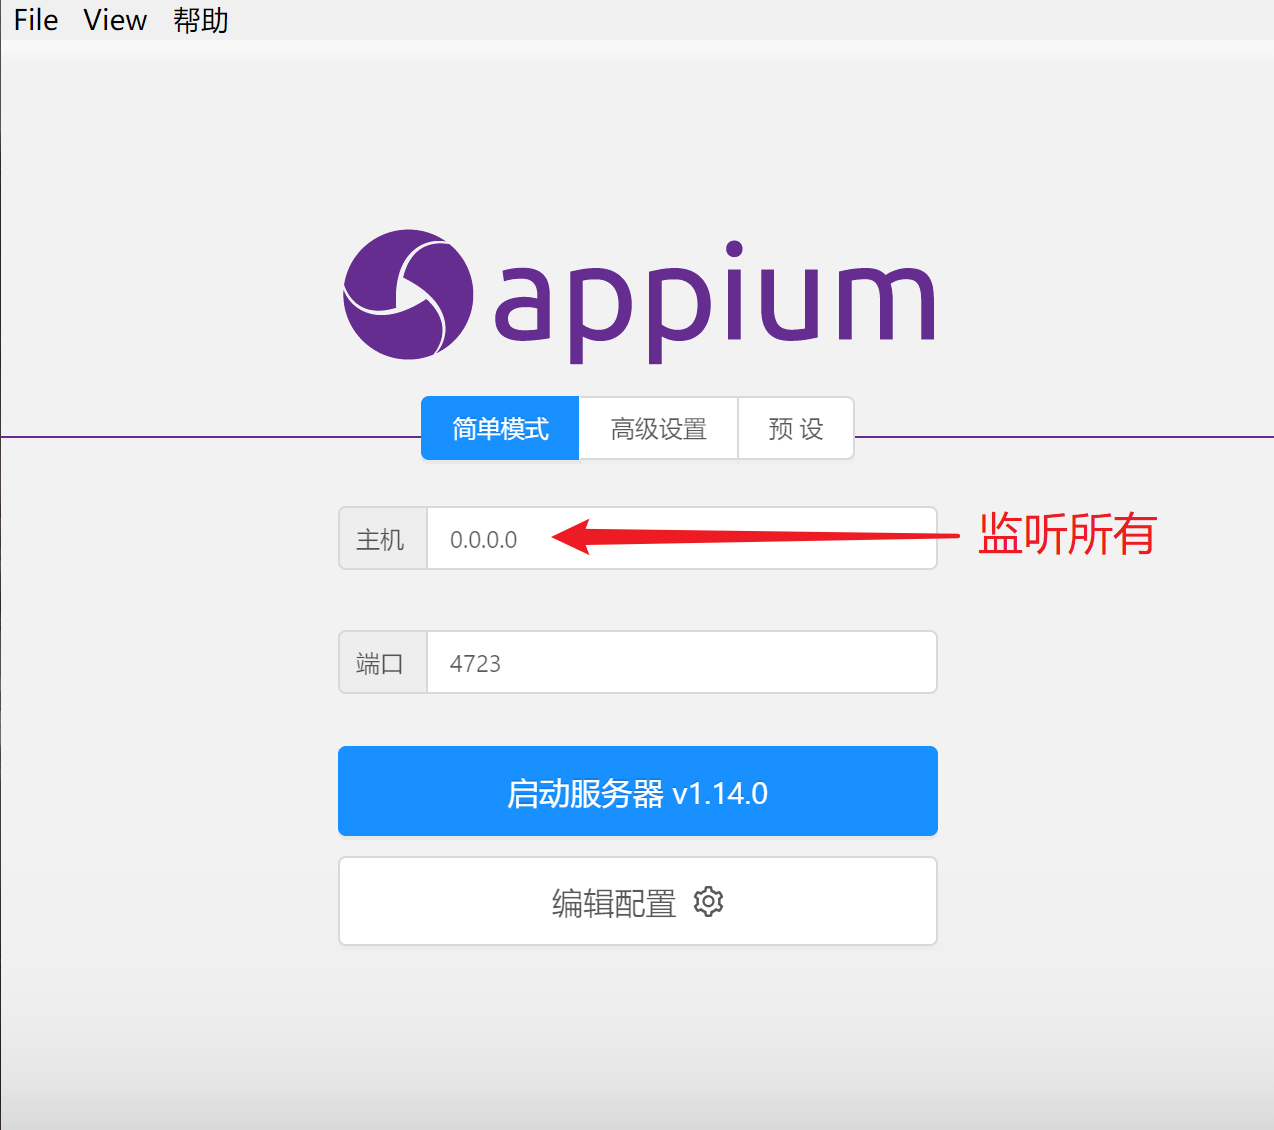 File View 帮助
appium
简单模式 高级设置 预 设
主机 0.0.0.0 监听所有
端口 4723
启动服务器 v1.14.0
编辑配置